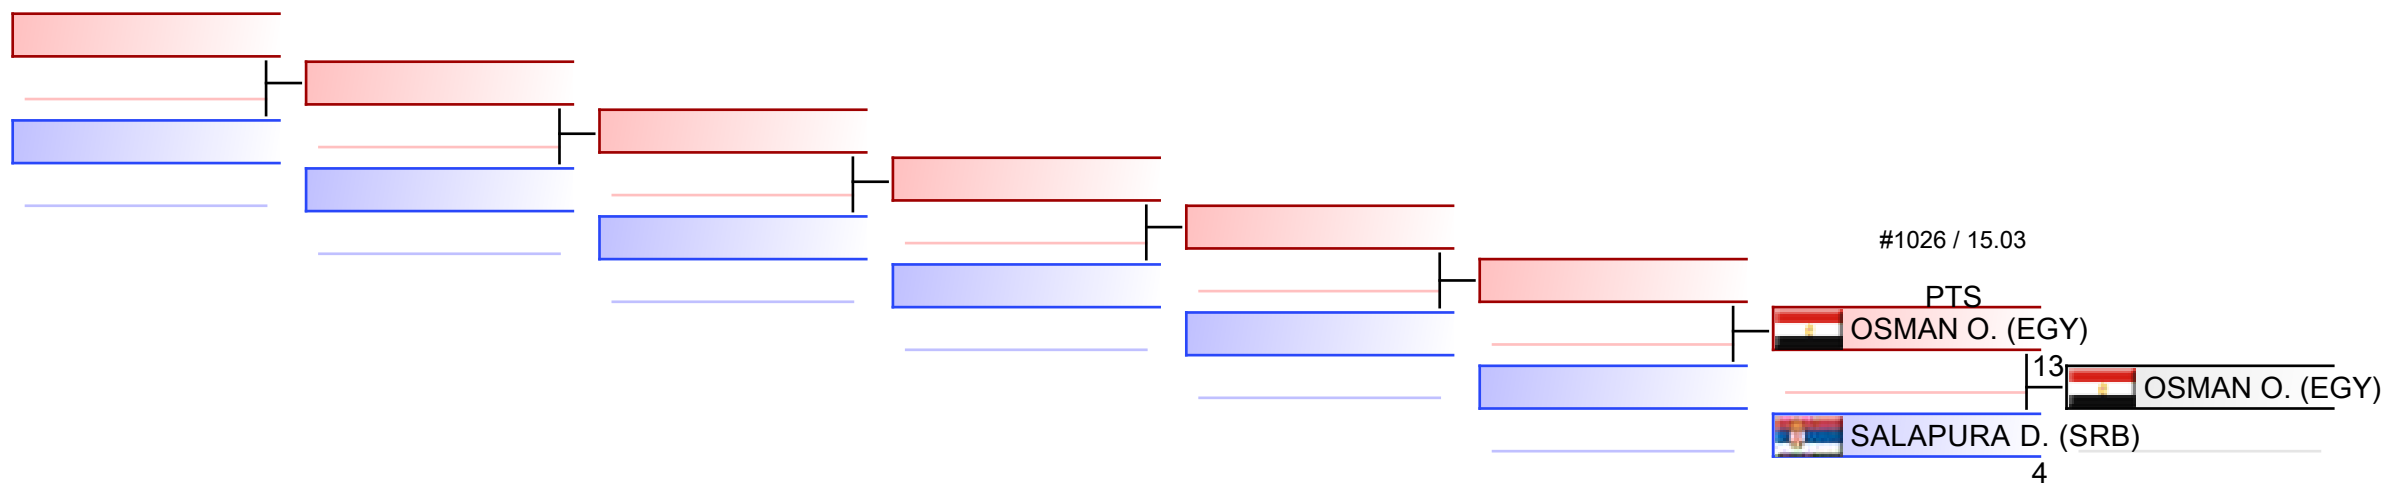 #1026 / 15.03
PTS
OSMAN O. (EGY)
13
OSMAN O. (EGY)
SALAPURA D. (SRB)
4